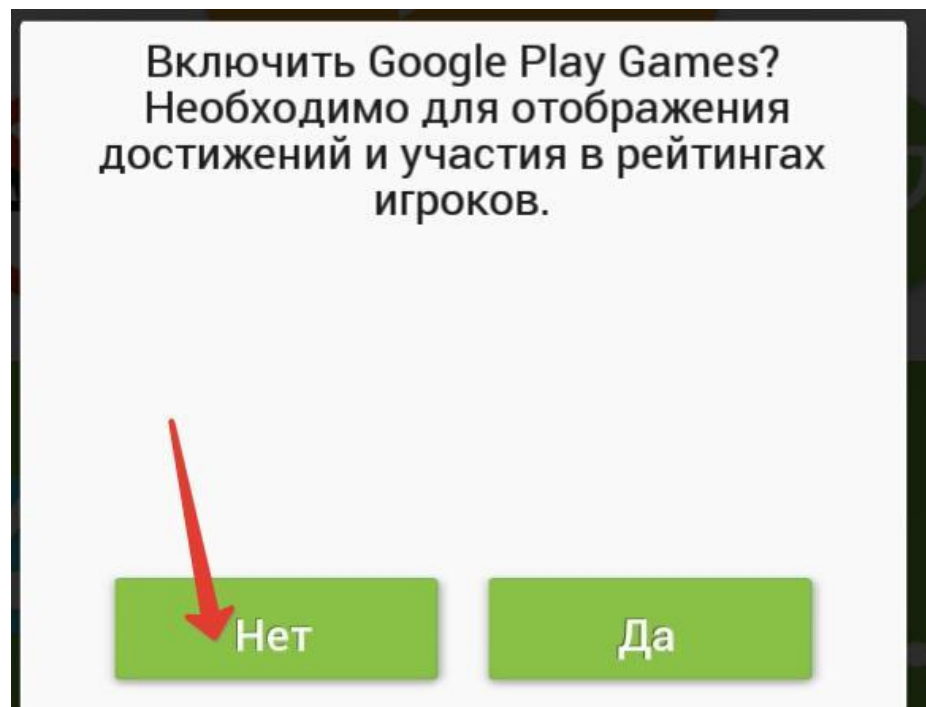 Включить Google Play Games?
Необходимо для отображения
достижений и участия в рейтингах
игроков.
Нет
Да